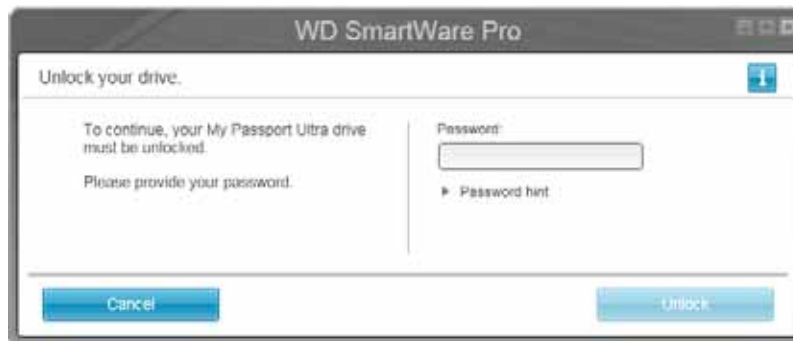 WD SmartWare Pro
Unlock your drive.
To continue, your My Passport Ultra drive
must be unlocked.
Please provide your password.
Password:
Password hint
Cancel
Unlock